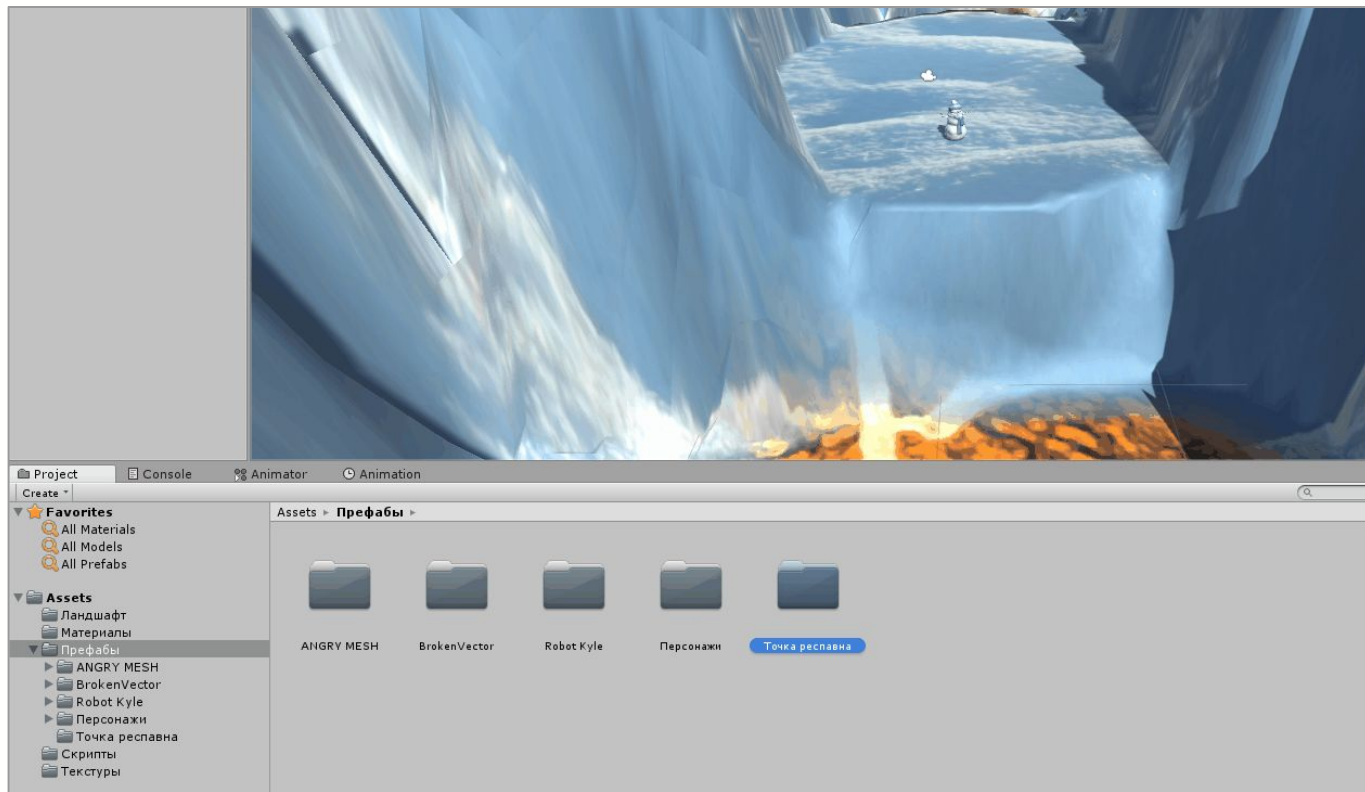 Project Console Animator Animation
Create
Favorites
All Materials
All Models
All Prefabs
Assets
Ландшафт
Материалы
Префабы
ANGRY MESH
BrokenVector
Robot Kyle
Персонажи
Точка респавна
Скрипты
Текстуры
Assets Префабы
ANGRY MESH BrokenVector Robot Kyle Персонажи Точка респавна